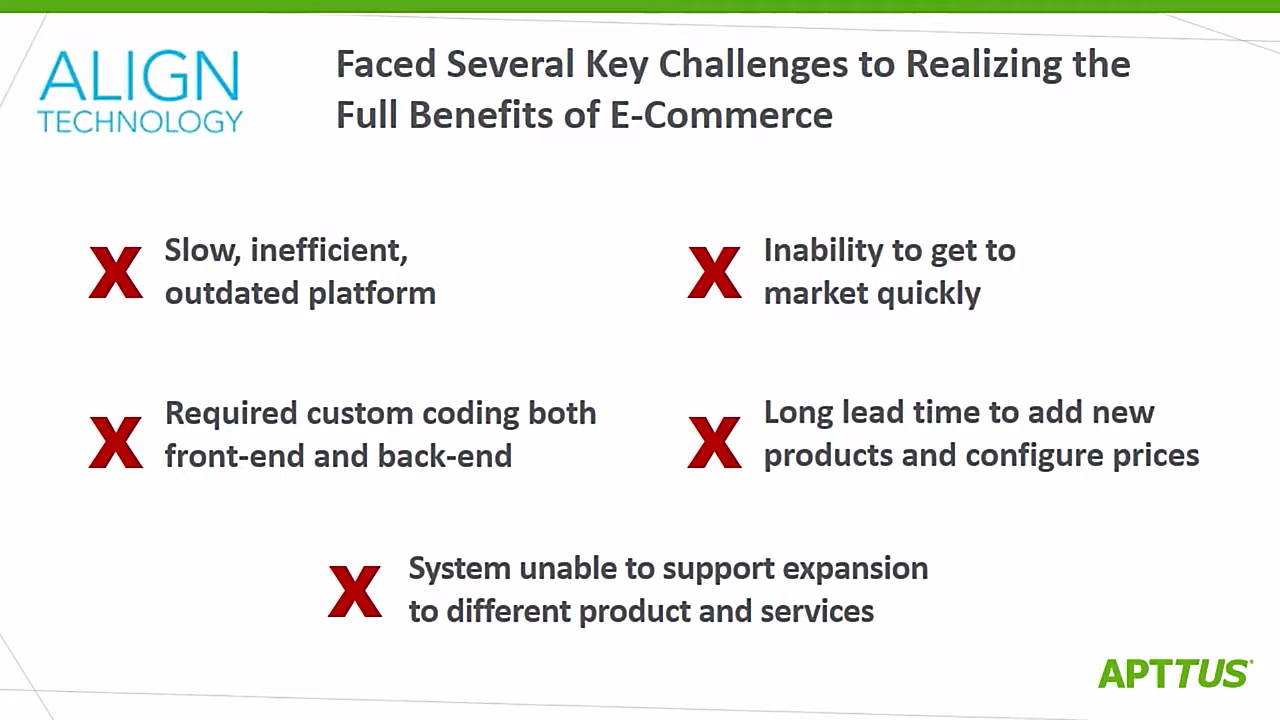 ALIGN
TECHNOLOGY
Faced Several Key Challenges to Realizing the
Full Benefits of E-Commerce
X Slow, inefficient,
outdated platform
X Inability to get to
market quickly
X Required custom coding both
front-end and back-end
X Long lead time to add new
products and configure prices
X System unable to support expansion
to different product and services
APTTUS®